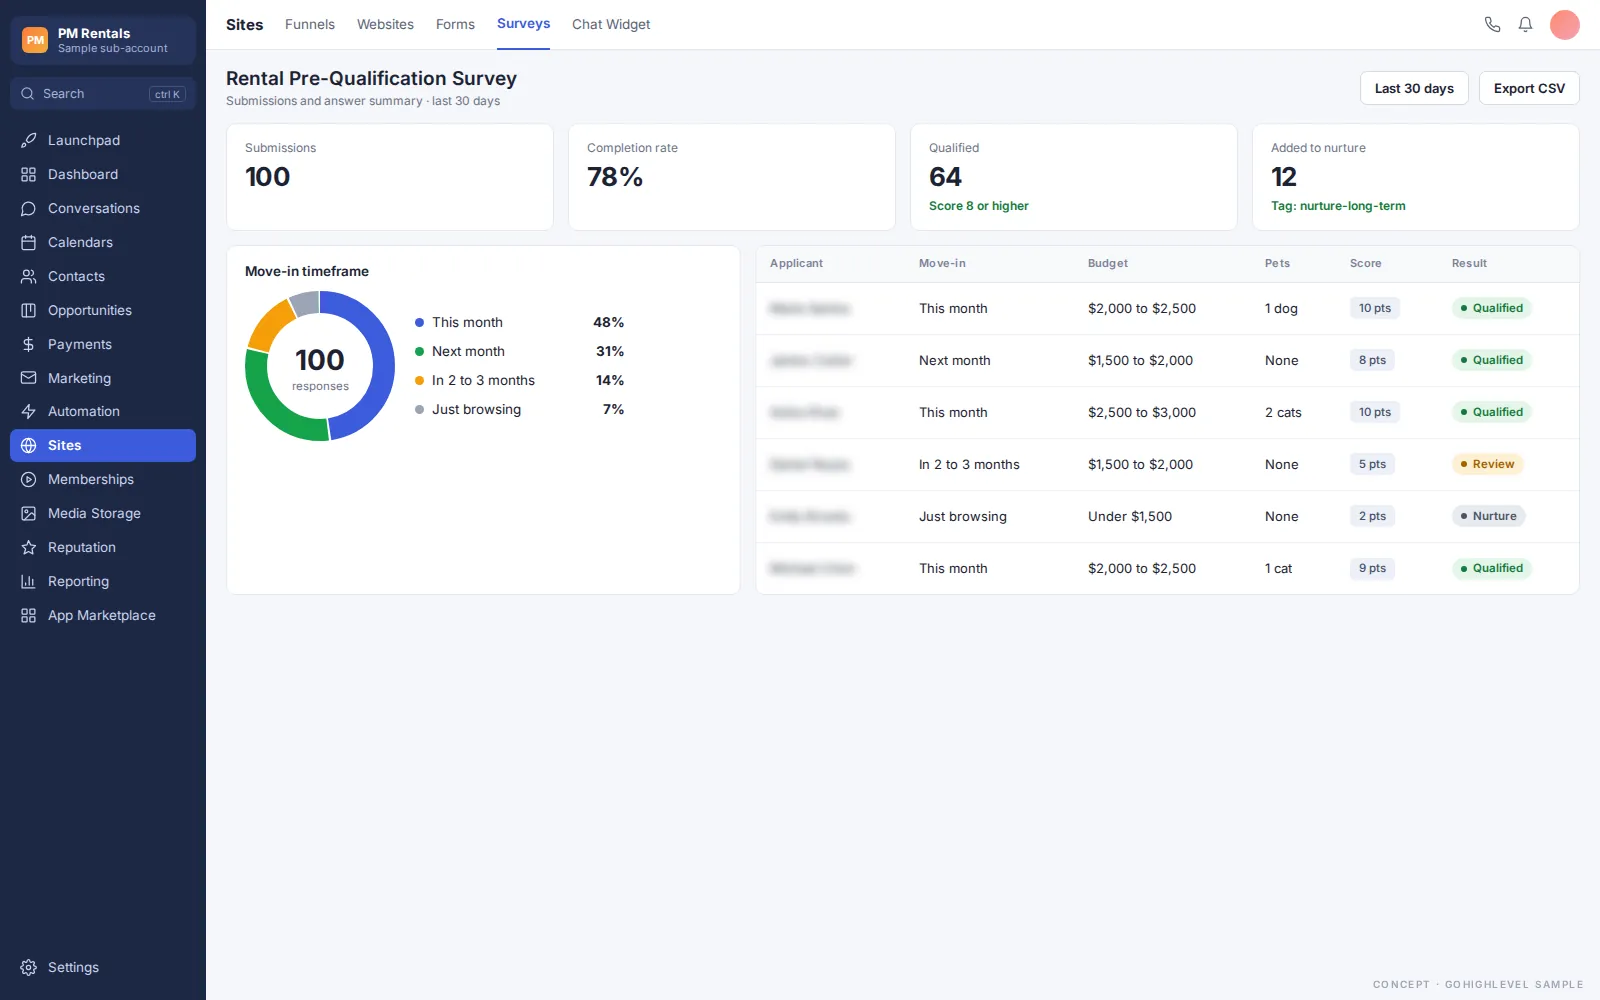 PM
PM Rentals
Sample sub-account
Search
ctrl K
Launchpad
Dashboard
Conversations
Calendars
Contacts
Opportunities
Payments
Marketing
Automation
Sites
Memberships
Media Storage
Reputation
Reporting
App Marketplace
Settings
Sites Funnels Websites Forms Surveys Chat Widget
Rental Pre-Qualification Survey
Submissions and answer summary · last 30 days
Last 30 days
Export CSV
Submissions
100
Completion rate
78%
Qualified
64
Score 8 or higher
Added to nurture
12
Tag: nurture-long-term
Move-in timeframe
100
responses
This month 48%
Next month 31%
In 2 to 3 months 14%
Just browsing 7%
Applicant Move-in Budget Pets Score Result
This month $2,000 to $2,500 1 dog 10 pts Qualified
Next month $1,500 to $2,000 None 8 pts Qualified
This month $2,500 to $3,000 2 cats 10 pts Qualified
In 2 to 3 months $1,500 to $2,000 None 5 pts Review
Just browsing Under $1,500 None 2 pts Nurture
This month $2,000 to $2,500 1 cat 9 pts Qualified
CONCEPT · GOHIGHLEVEL SAMPLE